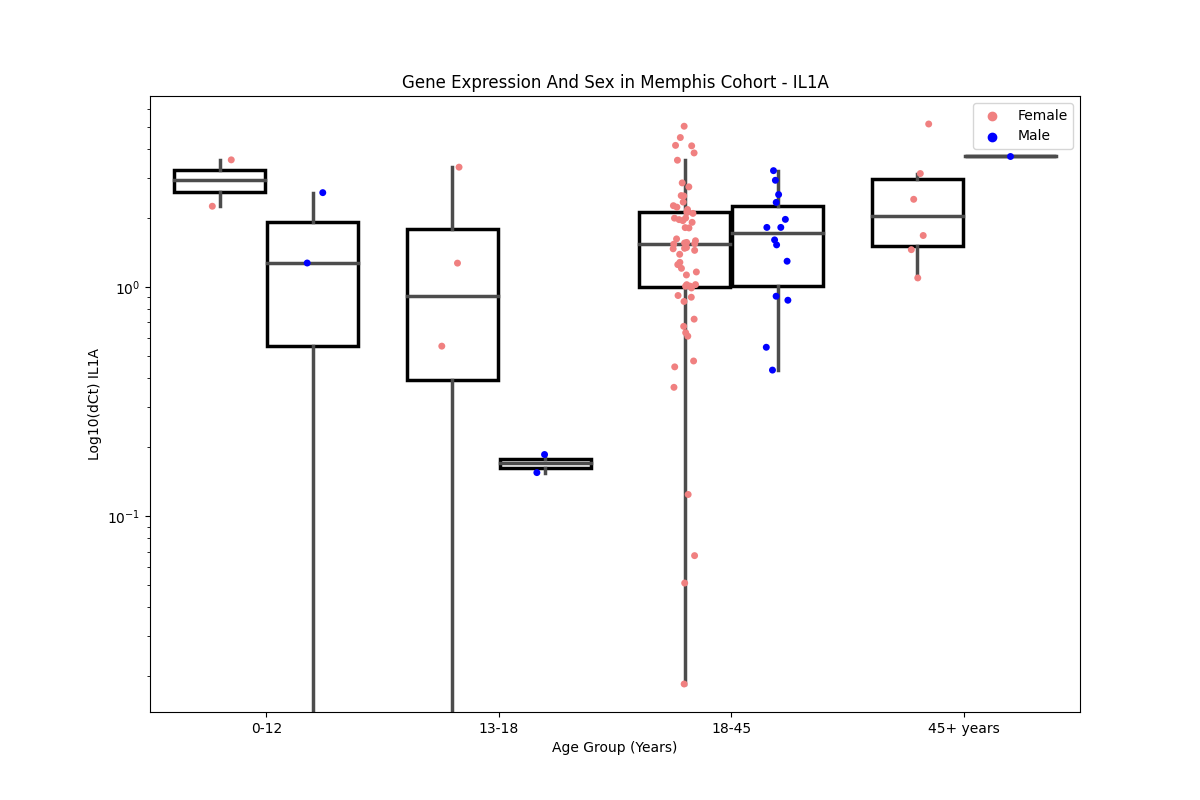 Gene Expression And Sex in Memphis Cohort - IL1A
Female
Male
Log10(dCt) IL1A
10⁰
10⁻¹
0-12
13-18
18-45
45+ years
Age Group (Years)